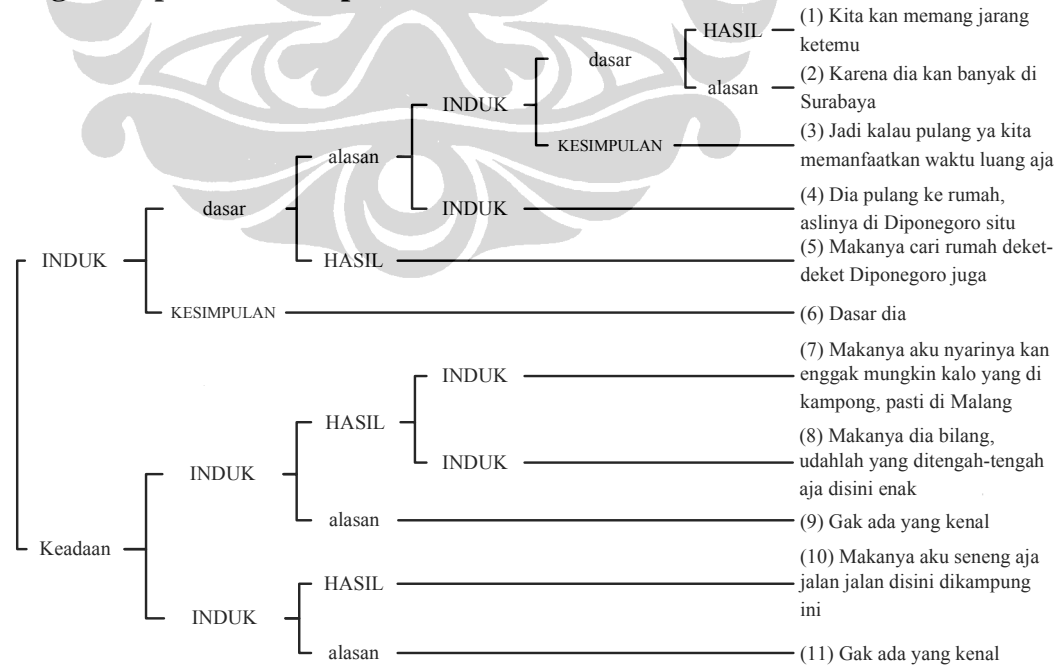 (1) Kita kan memang jarang
HASIL
ketemu
dasar
(2) Karena dia kan banyak di
alasan
Surabaya
INDUK
(3) Jadi kalau pulang ya kita
KESIMPULAN
memanfaatkan waktu luang aja
alasan
(4) Dia pulang ke rumah,
INDUK
aslinya di Diponegoro situ
dasar
(5) Makanya cari rumah deket-
HASIL
deket Diponegoro juga
INDUK
KESIMPULAN
(6) Dasar dia
(7) Makanya aku nyarinya kan
INDUK
enggak mungkin kalo yang di
kampong, pasti di Malang
HASIL
(8) Makanya dia bilang,
INDUK
udahlah yang ditengah-tengah
aja disini enak
INDUK
alasan
(9) Gak ada yang kenal
Keadaan
(10) Makanya aku seneng aja
HASIL
jalan jalan disini dikampung
ini
INDUK
alasan
(11) Gak ada yang kenal